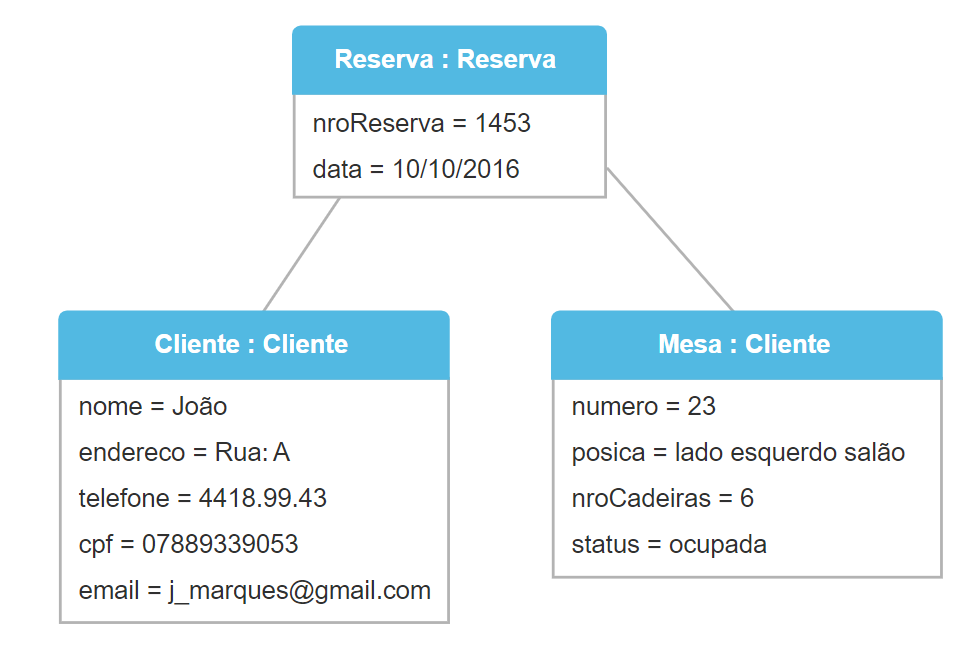 Reserva : Reserva
nroReserva = 1453
data = 10/10/2016
Cliente : Cliente
nome = João
endereco = Rua: A
telefone = 4418.99.43
cpf = 07889339053
email = j_marques@gmail.com
Mesa : Cliente
numero = 23
posica = lado esquerdo salão
nroCadeiras = 6
status = ocupada